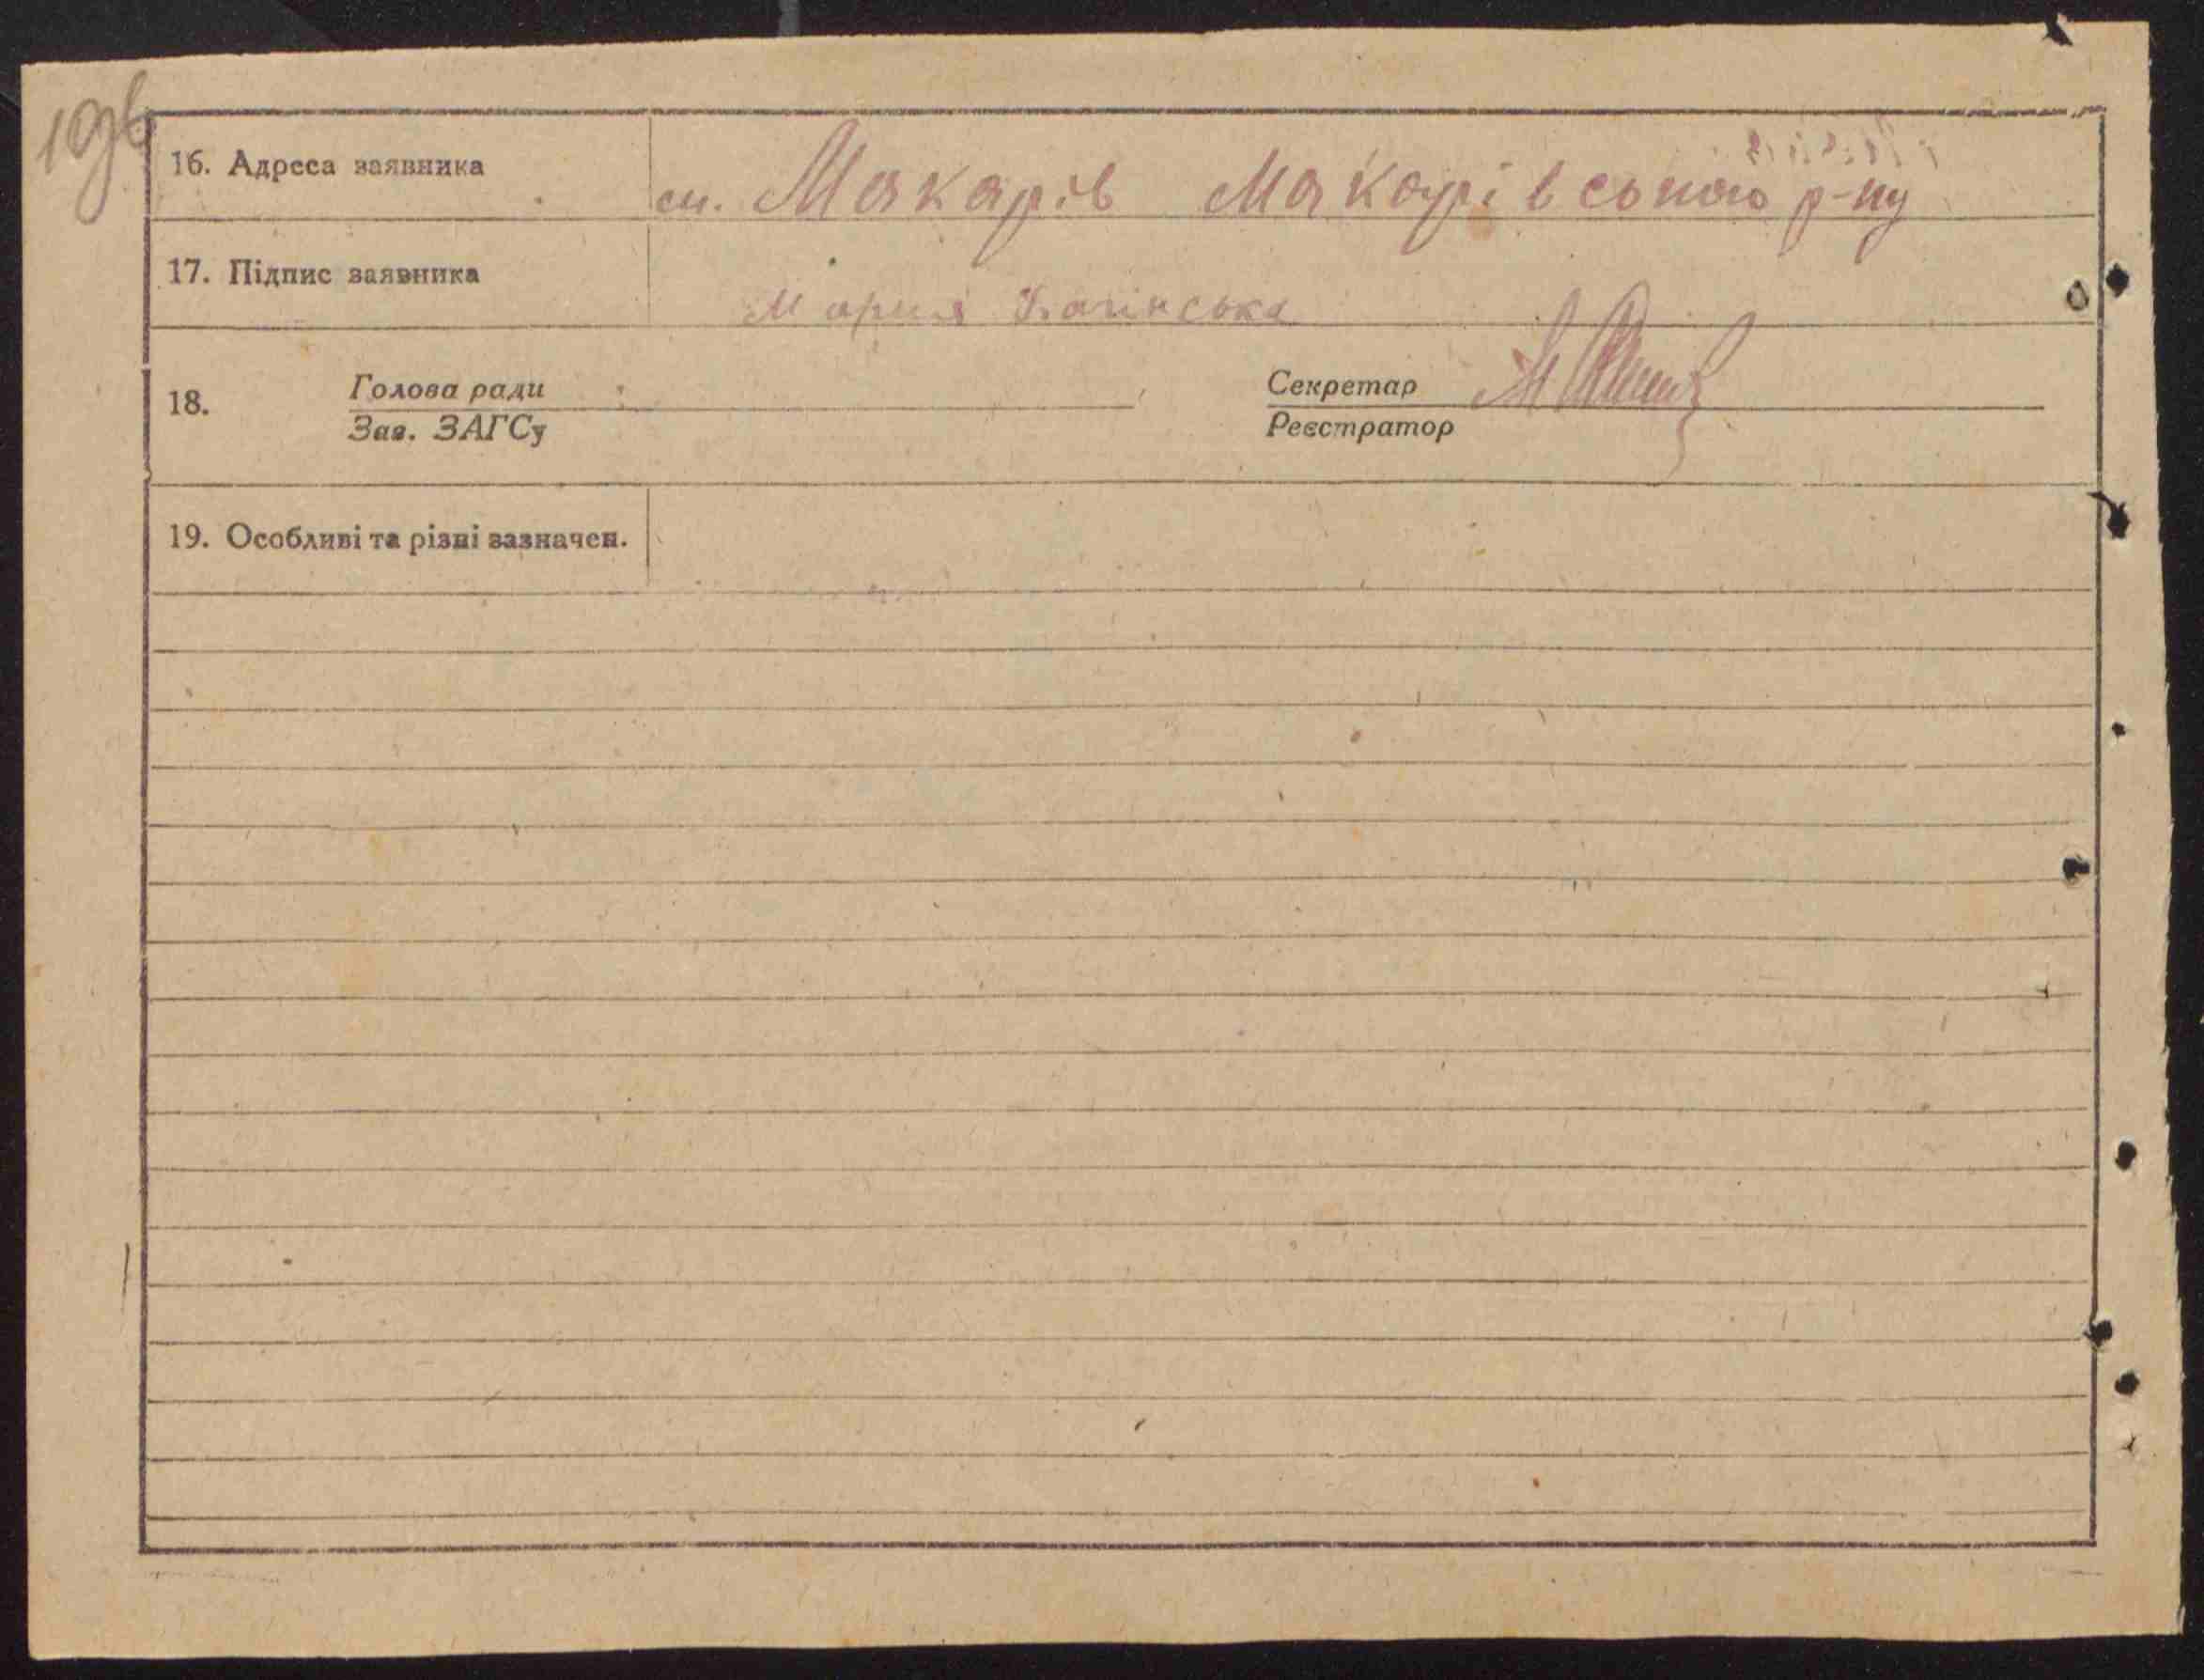 16. Адреса заявника
см. Макарів Макарівського р-ну
17. Підпис заявника
Мария
18.
Голова ради
Зав. ЗАГСу
Секретар
Реєстратор
19. Особливі та різні зазначен.